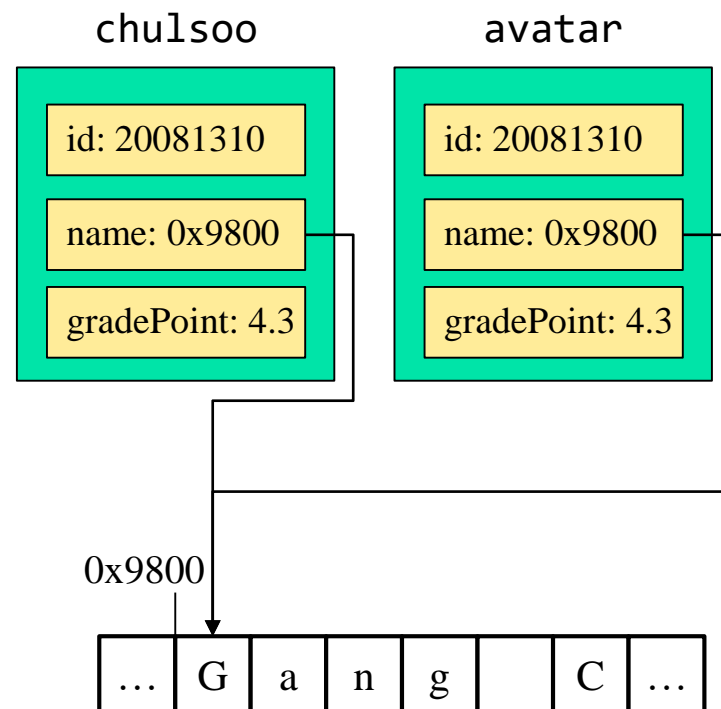 chulsoo avatar
id: 20081310 id: 20081310
name: 0x9800 name: 0x9800
gradePoint: 4.3 gradePoint: 4.3
0x9800
… G a n g C …